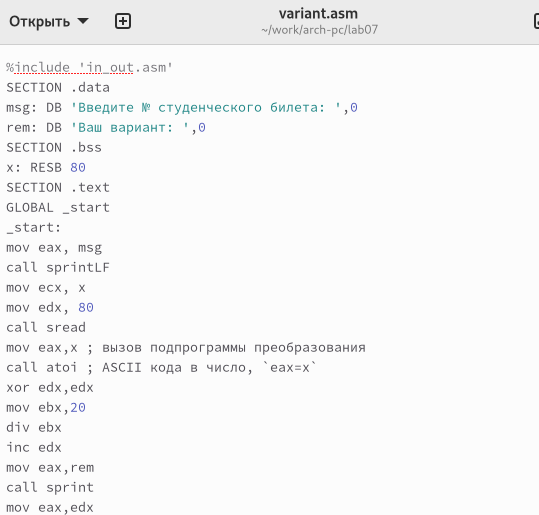 Открыть
variant.asm
~/work/arch-pc/lab07
%include 'in_out.asm'
SECTION .data
msg: DB 'Введите № студенческого билета: ',0
rem: DB 'Ваш вариант: ',0
SECTION .bss
x: RESB 80
SECTION .text
GLOBAL _start
_start:
mov eax, msg
call sprintLF
mov ecx, x
mov edx, 80
call sread
mov eax,x ; вызов подпрограммы преобразования
call atoi ; ASCII кода в число, `eax=x`
xor edx,edx
mov ebx,20
div ebx
inc edx
mov eax,rem
call sprint
mov eax,edx